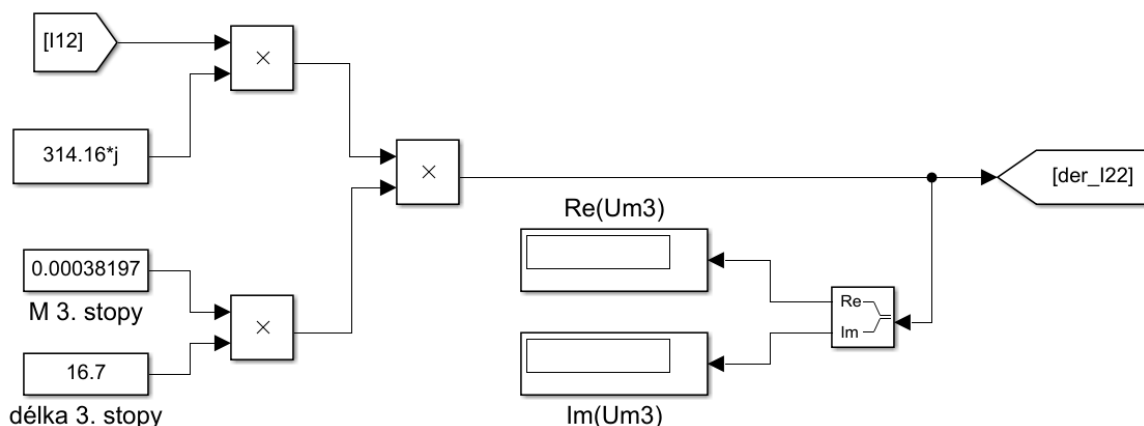 [I12]
314.16*j
0.00038197
M 3. stopy
16.7
délka 3. stopy
×
×
×
Re(Um3)
Im(Um3)
Re
Im
[der_I22]